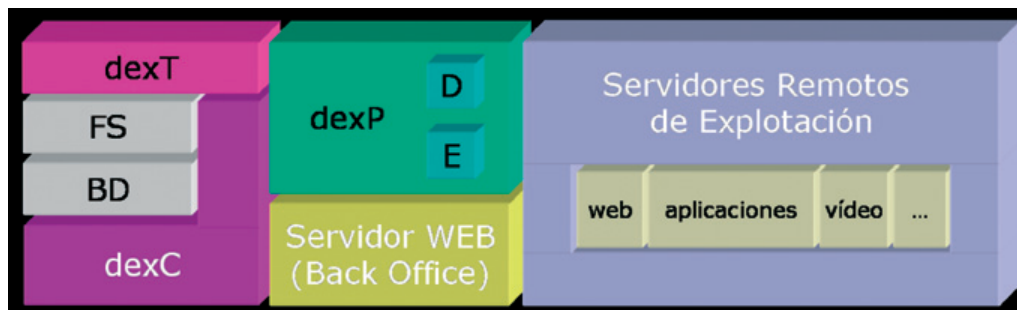 dexT
FS
BD
dexC
dexP
D
E
Servidor WEB
(Back Office)
Servidores Remotos
de Explotación
web aplicaciones vídeo ...